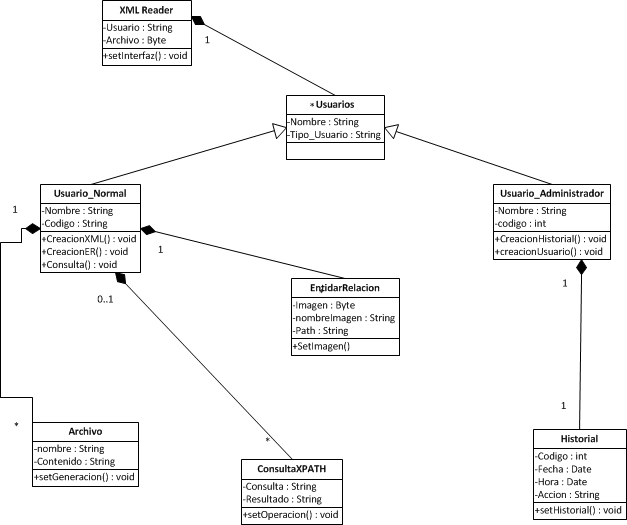 XML Reader
-Usuario : String
-Archivo : Byte
+setInterfaz() : void
1
*
Usuarios
-Nombre : String
-Tipo_Usuario : String
Usuario_Normal
-Nombre : String
-Codigo : String
+CreacionXML() : void
+CreacionER() : void
+Consulta() : void
1
1
0..1
Usuario_Administrador
-Nombre : String
-codigo : int
+CreacionHistorial() : void
+creacionUsuario() : void
1
EntidarRelacion
-Imagen : Byte
-nombreImagen : String
-Path : String
+SetImagen()
1
*
Archivo
-nombre : String
-Contenido : String
+setGeneracion() : void
*
ConsultaXPATH
-Consulta : String
-Resultado : String
+setOperacion() : void
Historial
-Codigo : int
-Fecha : Date
-Hora : Date
-Accion : String
+setHistorial() : void